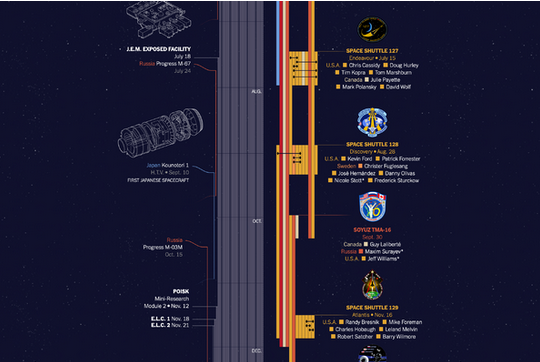 J.E.M. EXPOSED FACILITY
July 18
Russia Progress M-67
July 24
AUG.
Japan Kounotori 1
H.T.V. • Sept. 10
FIRST JAPANESE SPACECRAFT
OCT.
Russia
Progress M-03M
Oct. 15
POISK
Mini-Research
Module 2 • Nov. 12
E.L.C. 1 Nov. 18
E.L.C. 2 Nov. 21
DEC.
SPACE SHUTTLE 127
Endeavour • July 15
U.S.A. Chris Cassidy Doug Hurley
Tim Kopra Tom Marshburn
Canada Julie Payette
Mark Polansky David Wolf
SPACE SHUTTLE 128
Discovery • Aug. 28
U.S.A. Kevin Ford Patrick Forrester
Sweden Christer Fuglesang
José Hernández Danny Olivas
Nicole Stott* Frederick Sturckow
SOYUZ TMA-16
Sept. 30
Canada Guy Laliberté
Russia Maxim Surayev*
U.S.A. Jeff Williams*
SPACE SHUTTLE 129
Atlantis • Nov. 16
U.S.A. Randy Bresnik Mike Foreman
Charles Hobaugh Leland Melvin
Robert Satcher Barry Wilmore